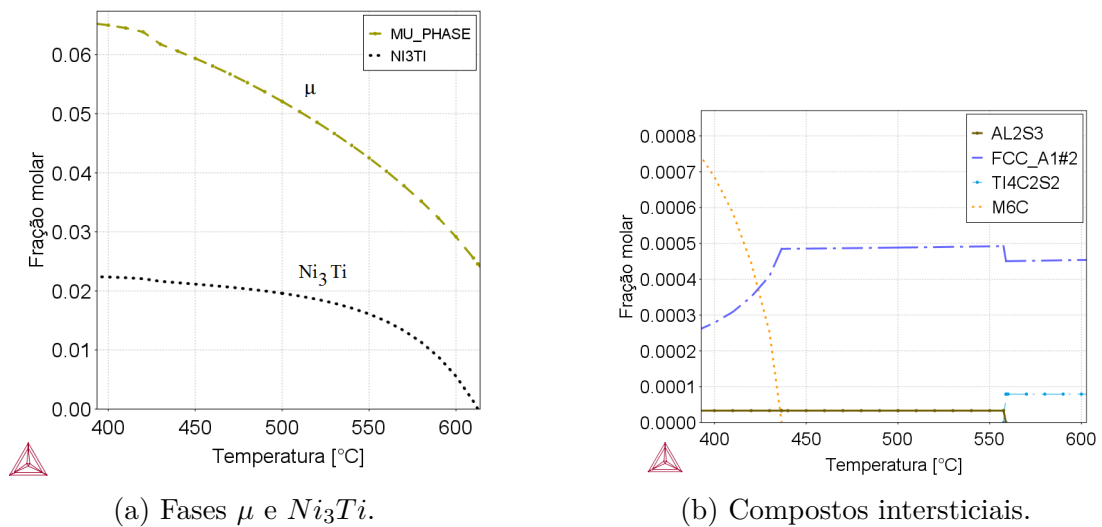 MU_PHASE
NI3TI
0.06
0.05
0.04
0.03
0.02
0.01
0.00
Fração molar
μ
Ni3Ti
400 450 500 550 600
Temperatura [°C]
(a) Fases μ e Ni3Ti.
AL2S3
FCC_A1#2
TI4C2S2
M6C
0.0008
0.0007
0.0006
0.0005
0.0004
0.0003
0.0002
0.0001
0.0000
Fração molar
400 450 500 550 600
Temperatura [°C]
(b) Compostos intersticiais.